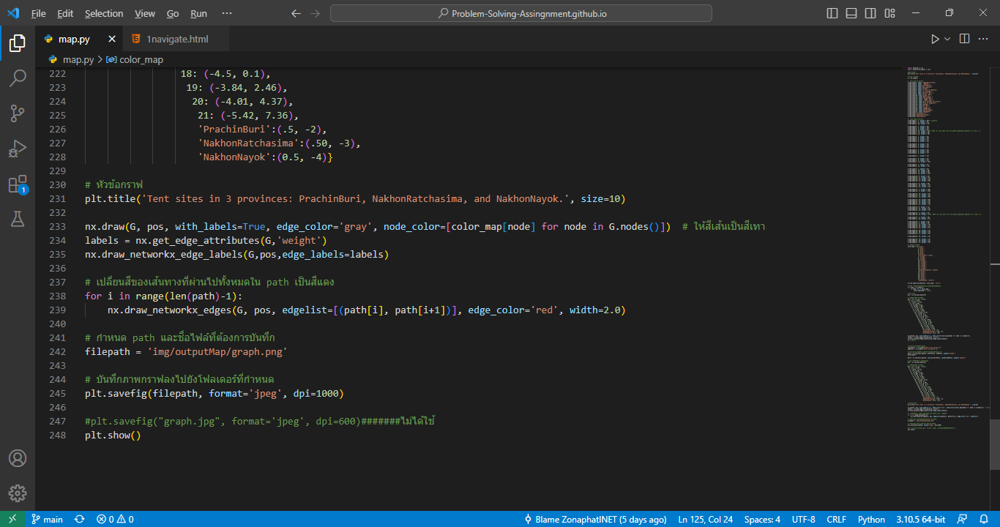 File Edit Selection View Go Run ··· Problem-Solving-Assingnment.github.io
map.py 1navigate.html
map.py > color_map
222 18: (-4.5, 0.1),
223 19: (-3.84, 2.46),
224 20: (-4.01, 4.37),
225 21: (-5.42, 7.36),
226 'PrachinBuri':(.5, -2),
227 'NakhonRatchasima':(.50, -3),
228 'NakhonNayok':(0.5, -4)}
229
230 # หัวข้อกราฟ
231 plt.title('Tent sites in 3 provinces: PrachinBuri, NakhonRatchasima, and NakhonNayok.', size=10)
232
233 nx.draw(G, pos, with_labels=True, edge_color='gray', node_color=[color_map[node] for node in G.nodes()]) # ให้สีเส้นเป็นสีเทา
234 labels = nx.get_edge_attributes(G,'weight')
235 nx.draw_networkx_edge_labels(G,pos,edge_labels=labels)
236
237 # เปลี่ยนสีของเส้นทางที่ผ่านไปทั้งหมดใน path เป็นสีแดง
238 for i in range(len(path)-1):
239 nx.draw_networkx_edges(G, pos, edgelist=[(path[i], path[i+1])], edge_color='red', width=2.0)
240
241 # กำหนด path และชื่อไฟล์ที่ต้องการบันทึก
242 filepath = 'img/outputMap/graph.png'
243
244 # บันทึกภาพกราฟลงไปยังโฟลเดอร์ที่กำหนด
245 plt.savefig(filepath, format='jpeg', dpi=1000)
246
247 #plt.savefig("graph.jpg", format='jpeg', dpi=600)#######ไม่ได้ใช้
248 plt.show()
1
main 0 0 Blame ZonaphatINET (5 days ago) Ln 125, Col 24 Spaces: 4 UTF-8 CRLF Python 3.10.5 64-bit